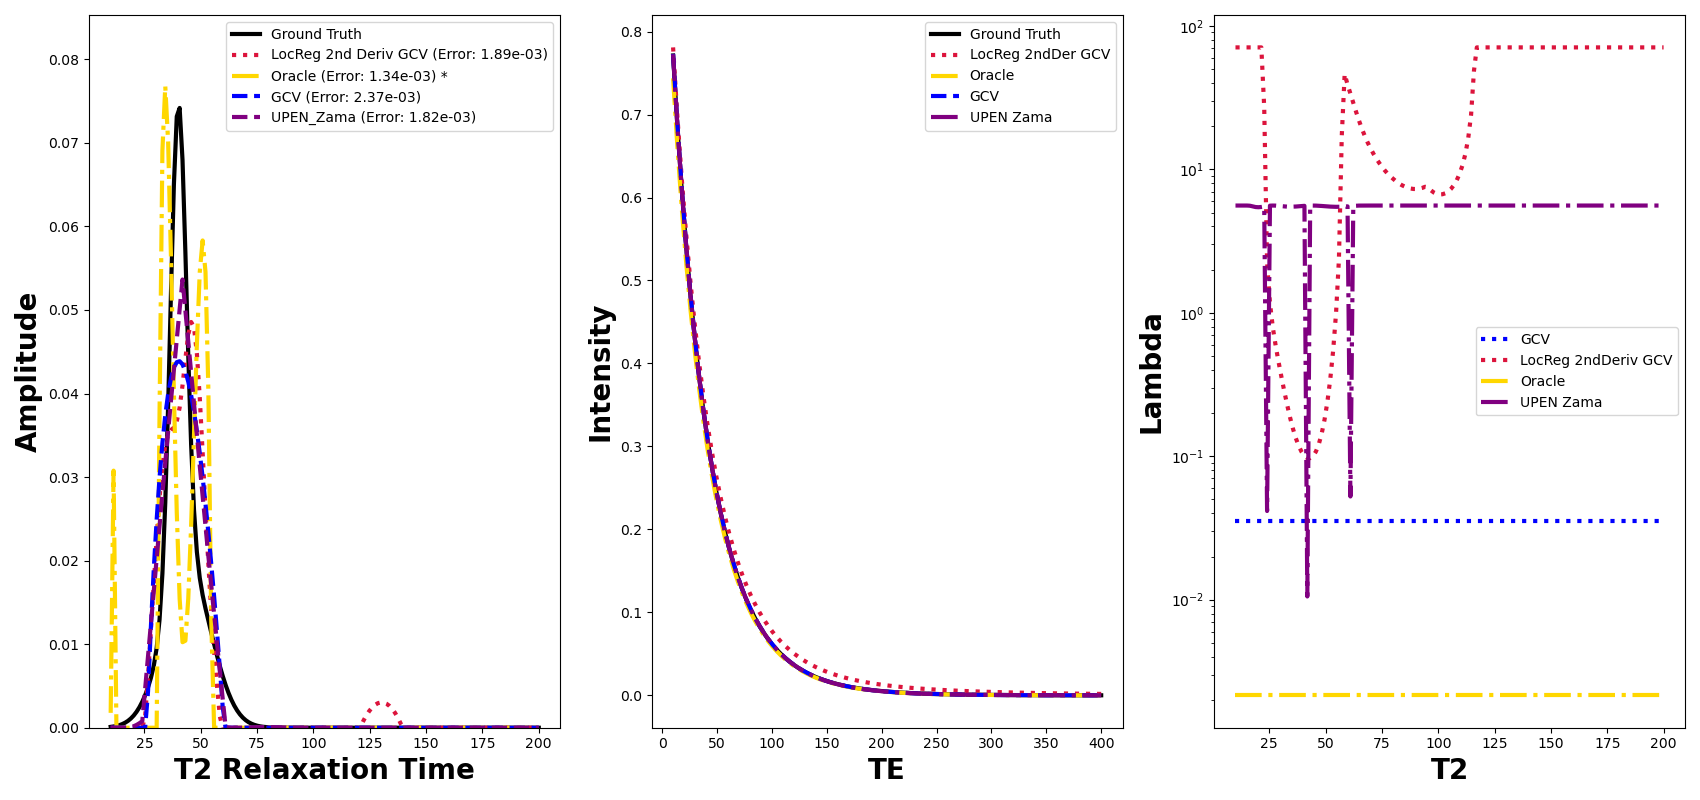 Amplitude
0.08
0.07
0.06
0.05
0.04
0.03
0.02
0.01
0.00
25 50 75 100 125 150 175 200
T2 Relaxation Time
Ground Truth
LocReg 2nd Deriv GCV (Error: 1.89e-03)
Oracle (Error: 1.34e-03) *
GCV (Error: 2.37e-03)
UPEN_Zama (Error: 1.82e-03)
Intensity
0.8
0.7
0.6
0.5
0.4
0.3
0.2
0.1
0.0
0 50 100 150 200 250 300 350 400
TE
Ground Truth
LocReg 2ndDer GCV
Oracle
GCV
UPEN Zama
Lambda
10²
10¹
10⁰
10⁻¹
10⁻²
25 50 75 100 125 150 175 200
T2
GCV
LocReg 2ndDeriv GCV
Oracle
UPEN Zama